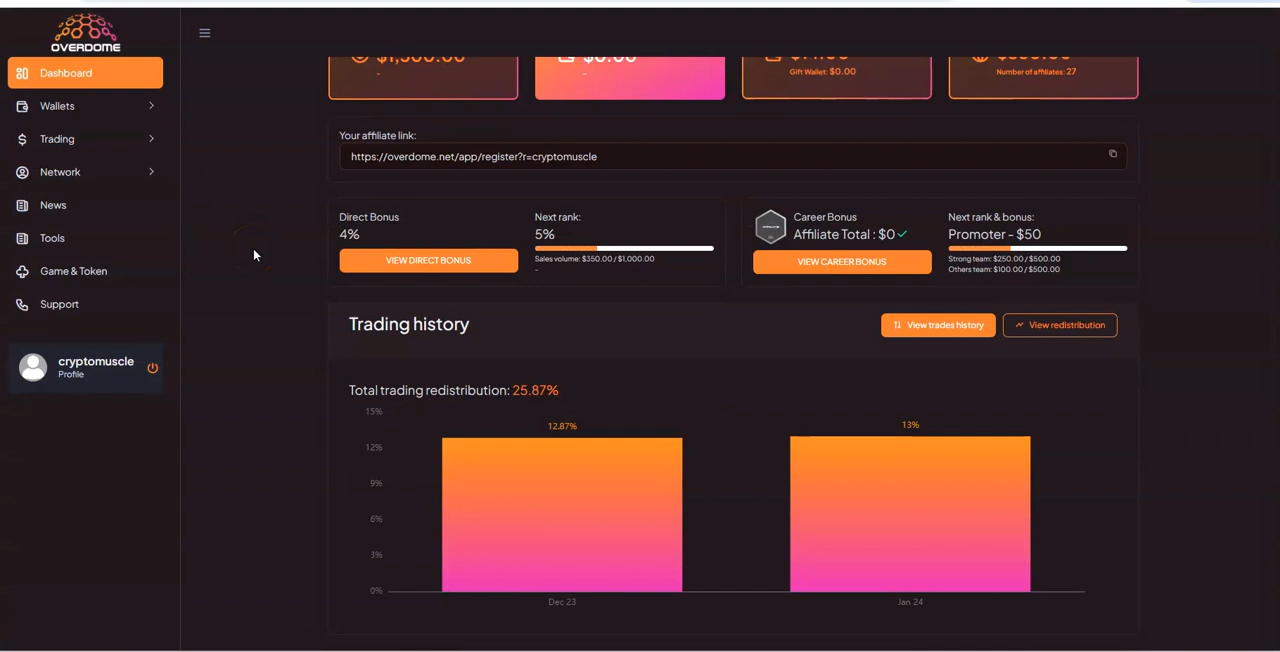 OVERDOME
Dashboard
Wallets
Trading
Network
News
Tools
Game & Token
Support
cryptomuscle
Profile
-
-
Gift Wallet: $0.00
Number of affiliates: 27
Your affiliate link:
https://overdome.net/app/register?r=cryptomuscle
Direct Bonus
4%
VIEW DIRECT BONUS
Next rank:
5%
Sales volume: $350.00 / $1,000.00
-
Career Bonus
Affiliate Total : $0
VIEW CAREER BONUS
Next rank & bonus:
Promoter - $50
Strong team: $250.00 / $500.00
Others team: $100.00 / $500.00
Trading history
View trades history
View redistribution
Total trading redistribution: 25.87%
15%
12%
9%
6%
3%
0%
12.87%
13%
Dec 23
Jan 24